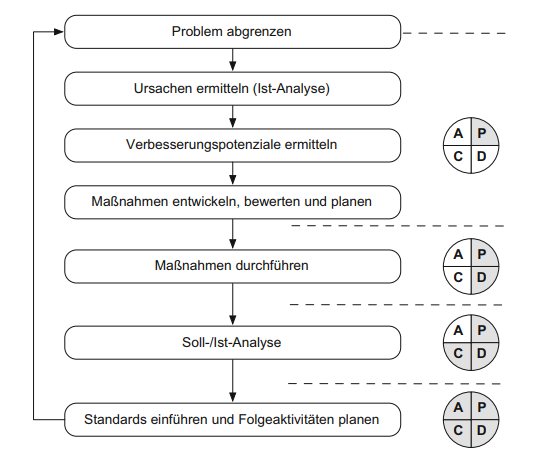 Problem abgrenzen
Ursachen ermitteln (Ist-Analyse)
Verbesserungspotenziale ermitteln
A P
C D
Maßnahmen entwickeln, bewerten und planen
Maßnahmen durchführen
A P
C D
Soll-/Ist-Analyse
A P
C D
Standards einführen und Folgeaktivitäten planen
A P
C D